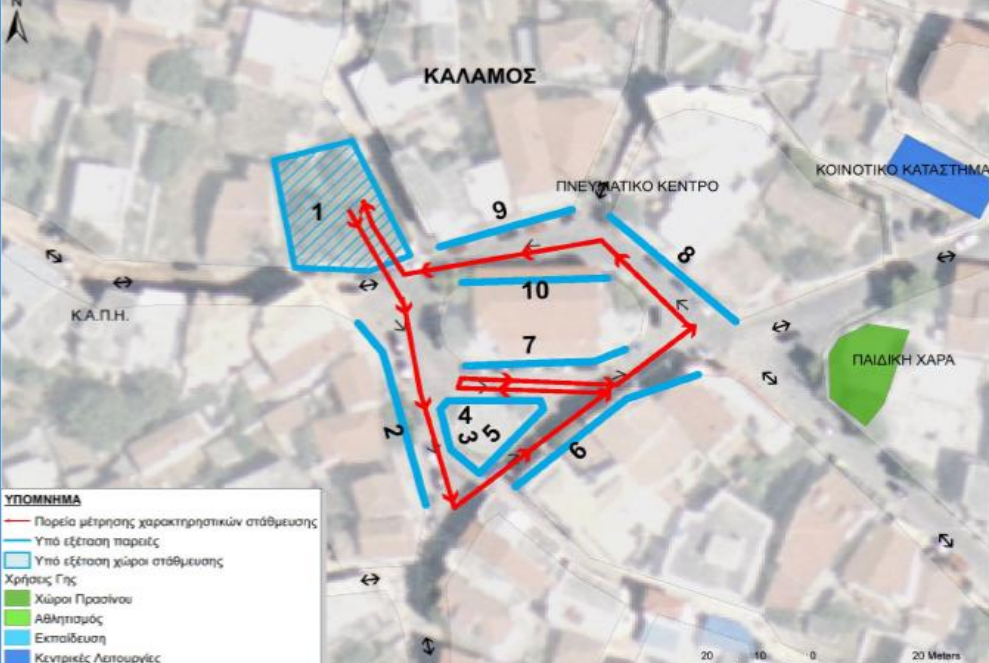 N
ΚΑΛΑΜΟΣ
ΚΟΙΝΟΤΙΚΟ ΚΑΤΑΣΤΗΜΑ
ΠΝΕΥΜΑΤΙΚΟ ΚΕΝΤΡΟ
1
9
8
10
Κ.Α.Π.Η.
7
ΠΑΙΔΙΚΗ ΧΑΡΑ
4
3
5
2
6
ΥΠΟΜΝΗΜΑ
Πορεία μέτρησης χαρακτηρηστικών στάθμευσης
Υπό εξέταση παρειές
Υπό εξέταση χώροι στάθμευσης
Χρήσεις Γης
Χώροι Πρασίνου
Αθλητισμός
Εκπαίδευση
Κεντρικές Λειτουργίες
20 10 0 20 Meters